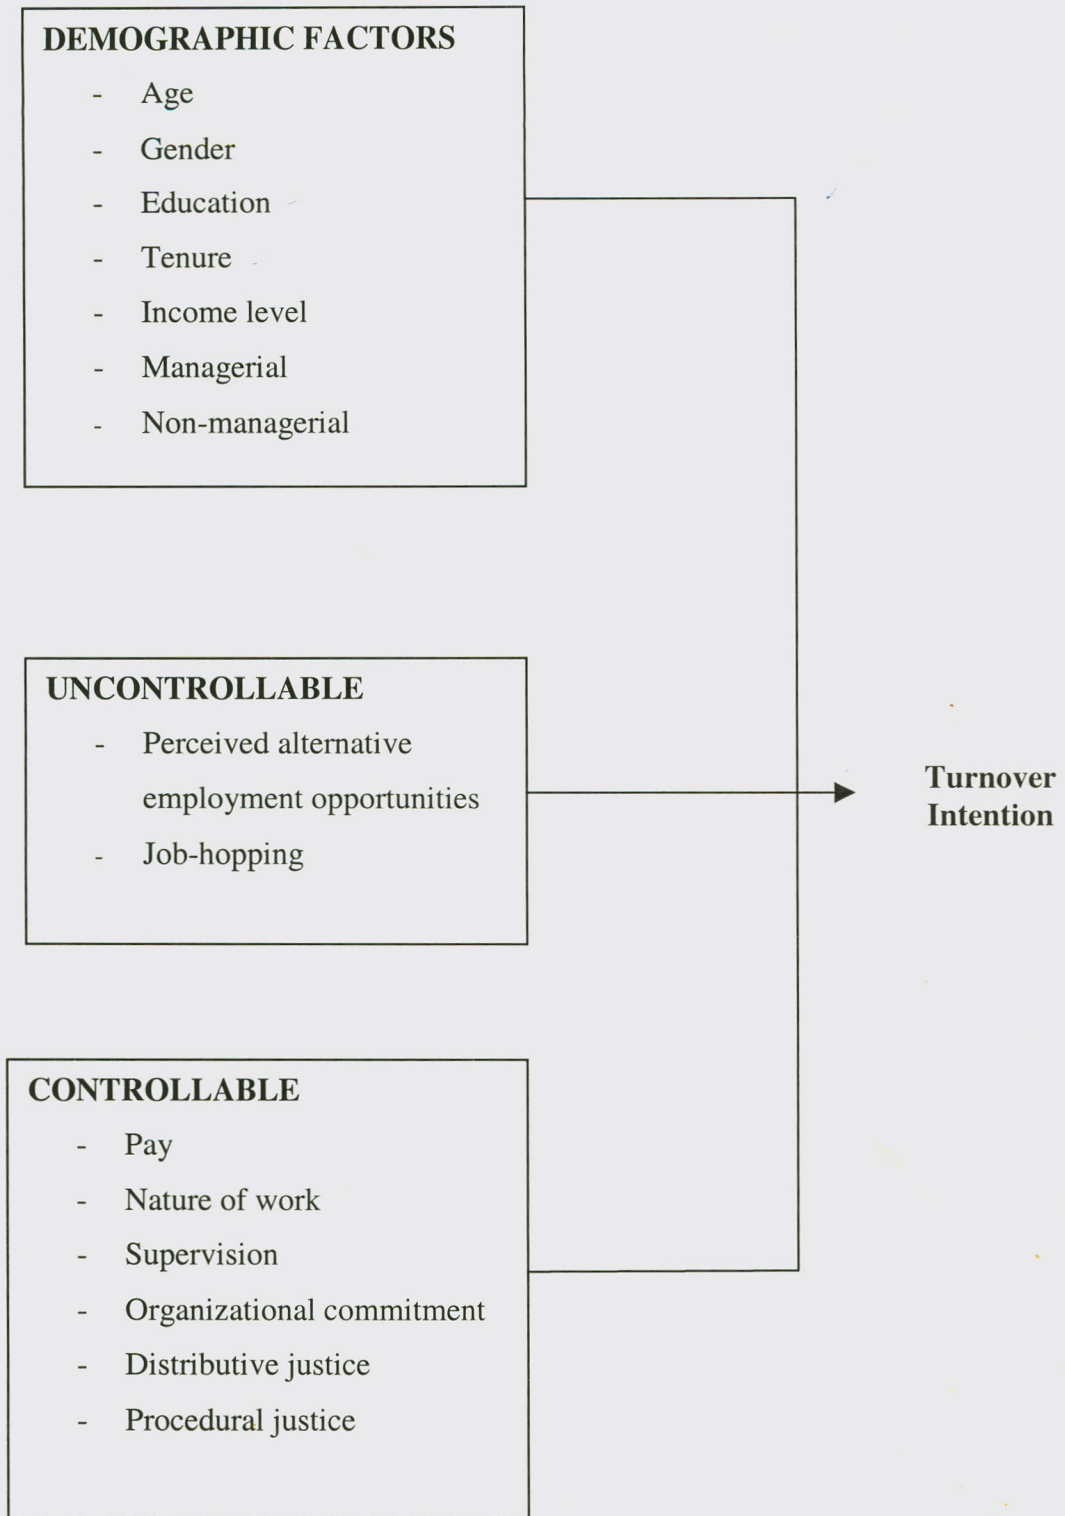 DEMOGRAPHIC FACTORS
- Age
- Gender
- Education
- Tenure
- Income level
- Managerial
- Non-managerial
UNCONTROLLABLE
- Perceived alternative
employment opportunities
- Job-hopping
Turnover
Intention
CONTROLLABLE
- Pay
- Nature of work
- Supervision
- Organizational commitment
- Distributive justice
- Procedural justice